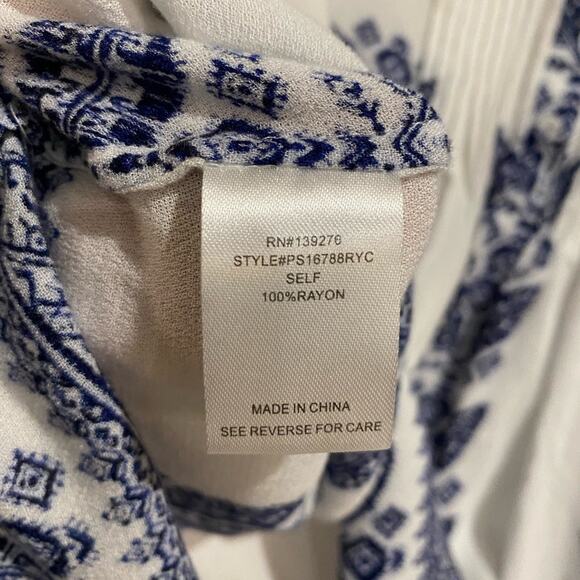 RN#139276
STYLE#PS16788RYC
SELF
100%RAYON
MADE IN CHINA
SEE REVERSE FOR CARE